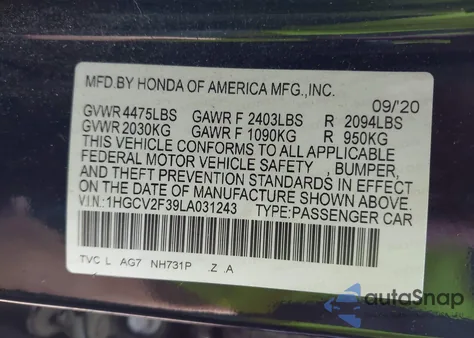 MFD.BY HONDA OF AMERICA MFG.,INC.
09/'20
GVWR 4475LBS GAWR F 2403LBS R 2094LBS
GVWR 2030KG GAWR F 1090KG R 950KG
THIS VEHICLE CONFORMS TO ALL APPLICABLE
FEDERAL MOTOR VEHICLE SAFETY , BUMPER,
AND THEFT PREVENTION STANDARDS IN EFFECT
ON THE DATE OF MANUFACTURE SHOWN ABOVE.
V.I.N.:1HGCV2F39LA031243 TYPE:PASSENGER CAR
TVC L AG7 NH731P .Z .A
autoSnap